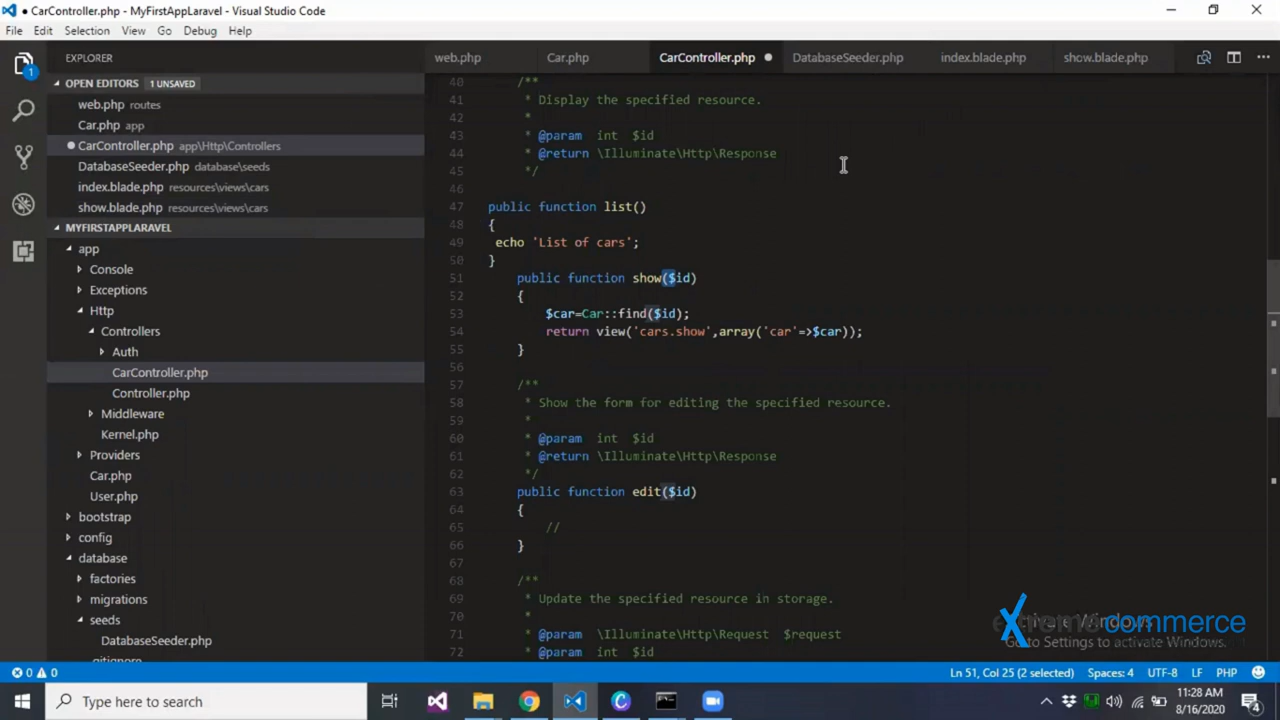 ● CarController.php - MyFirstAppLaravel - Visual Studio Code
File Edit Selection View Go Debug Help
EXPLORER
OPEN EDITORS 1 UNSAVED
web.php routes
Car.php app
CarController.php app\Http\Controllers
DatabaseSeeder.php database\seeds
index.blade.php resources\views\cars
show.blade.php resources\views\cars
MYFIRSTAPPLARAVEL
app
Console
Exceptions
Http
Controllers
Auth
CarController.php
Controller.php
Middleware
Kernel.php
Providers
Car.php
User.php
bootstrap
config
database
factories
migrations
seeds
DatabaseSeeder.php
.gitignore
1
web.php Car.php CarController.php DatabaseSeeder.php index.blade.php show.blade.php
40 /**
41 * Display the specified resource.
42 *
43 * @param int $id
44 * @return \Illuminate\Http\Response
45 */
46
47 public function list()
48 {
49 echo 'List of cars';
50 }
51 public function show($id)
52 {
53 $car=Car::find($id);
54 return view('cars.show',array('car'=>$car));
55 }
56
57 /**
58 * Show the form for editing the specified resource.
59 *
60 * @param int $id
61 * @return \Illuminate\Http\Response
62 */
63 public function edit($id)
64 {
65 //
66 }
67
68 /**
69 * Update the specified resource in storage.
70 *
71 * @param \Illuminate\Http\Request $request
72 * @param int $id
Activate Windows
Go to Settings to activate Windows.
Xtreme commerce
0 0 Ln 51, Col 25 (2 selected) Spaces: 4 UTF-8 LF PHP
Type here to search
11:28 AM
8/16/2020
4